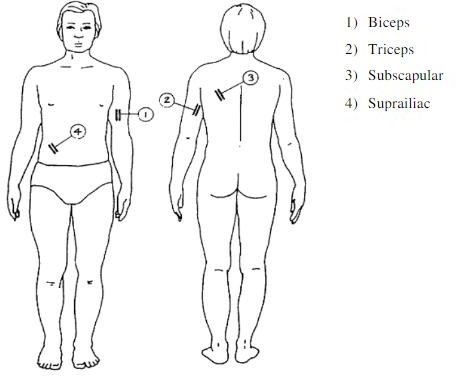 1) Biceps
2) Triceps
3) Subscapular
4) Suprailiac
1
2
3
4